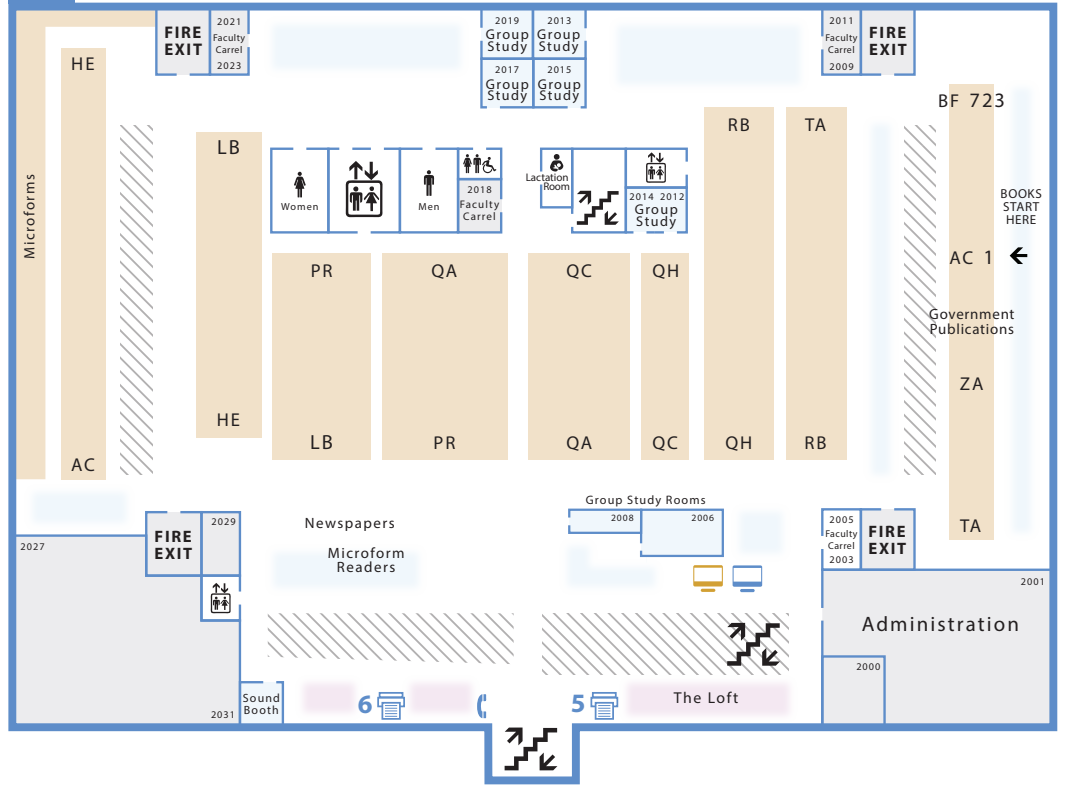 FIRE
EXIT
2021
Faculty
Carrel
2023
2019
Group
Study
2013
Group
Study
2017
Group
Study
2015
Group
Study
2011
Faculty
Carrel
2009
FIRE
EXIT
HE
BF 723
LB
RB
TA
Microforms
Women
Men
2018
Faculty
Carrel
Lactation
Room
2014 2012
Group
Study
BOOKS
START
HERE
AC 1
PR
QA
QC
QH
Government
Publications
ZA
HE
LB
PR
QA
QC
QH
RB
AC
TA
2027
FIRE
EXIT
2029
Newspapers
Microform
Readers
Group Study Rooms
2008
2006
2005
Faculty
Carrel
2003
FIRE
EXIT
2001
Administration
2000
2031
Sound
Booth
6
5
The Loft